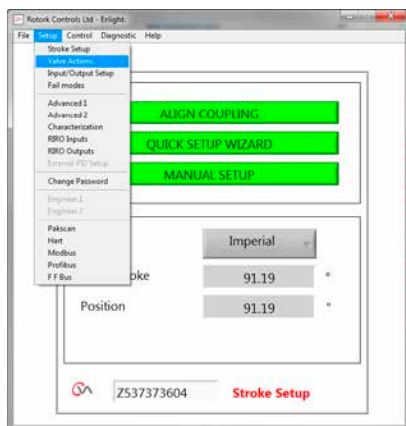 Rotork Controls Ltd - Enlight.
File Setup Control Diagnostic Help
Stroke Setup
Valve Actions
Input/Output Setup
Fail modes
Advanced 1
Advanced 2
Characterization
RIRO Inputs
RIRO Outputs
External PID Setup
Change Password
Engineer 1
Engineer 2
Pakscan
Hart
Modbus
Profibus
F F Bus
ALIGN COUPLING
QUICK SETUP WIZARD
MANUAL SETUP
Imperial
oke 91.19 °
Position 91.19 °
Z537373604 Stroke Setup